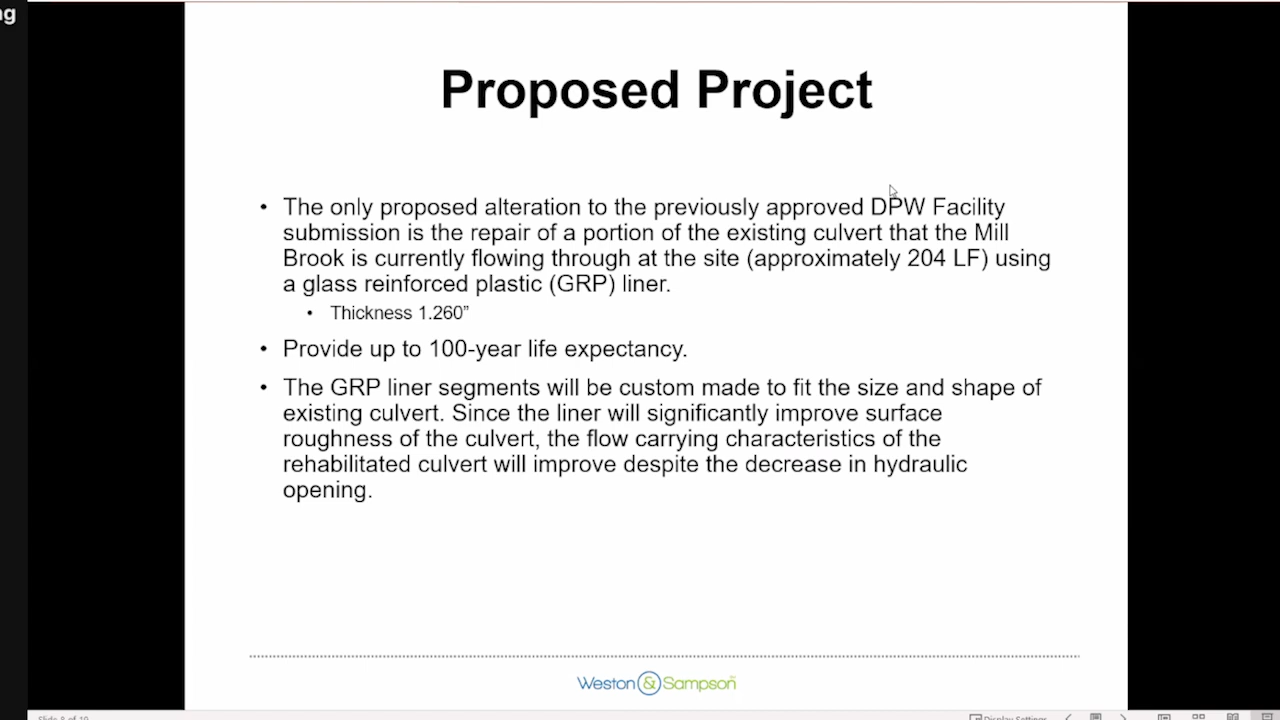 ng
Proposed Project
• The only proposed alteration to the previously approved DPW Facility
submission is the repair of a portion of the existing culvert that the Mill
Brook is currently flowing through at the site (approximately 204 LF) using
a glass reinforced plastic (GRP) liner.
• Thickness 1.260”
• Provide up to 100-year life expectancy.
• The GRP liner segments will be custom made to fit the size and shape of
existing culvert. Since the liner will significantly improve surface
roughness of the culvert, the flow carrying characteristics of the
rehabilitated culvert will improve despite the decrease in hydraulic
opening.
Weston & Sampson
Display Settings